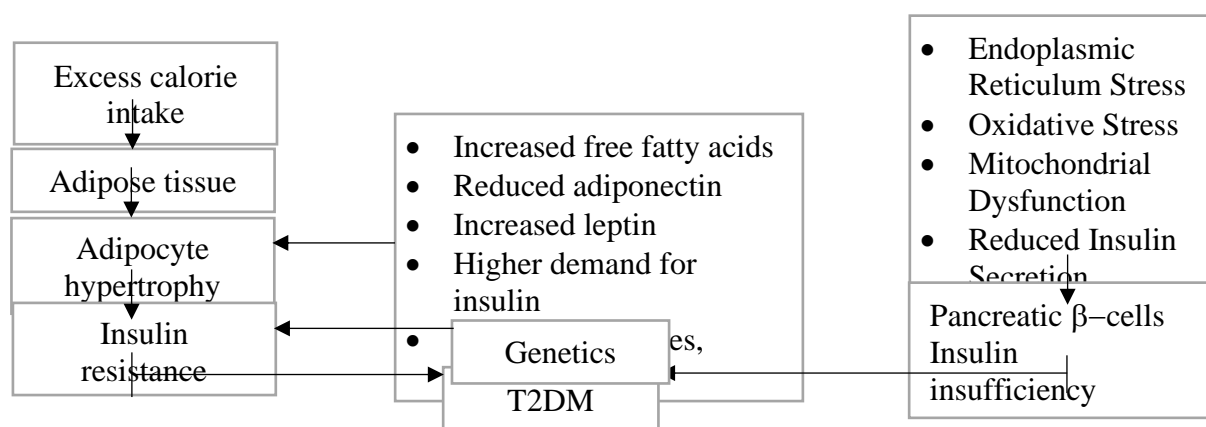 Excess calorie
intake
Adipose tissue
Adipocyte
hypertrophy
Insulin
resistance
• Increased free fatty acids
• Reduced adiponectin
• Increased leptin
• Higher demand for
insulin
•
Genetics
T2DM
• Endoplasmic
Reticulum Stress
• Oxidative Stress
• Mitochondrial
Dysfunction
• Reduced Insulin
Secretion
Pancreatic β−cells
Insulin
insufficiency